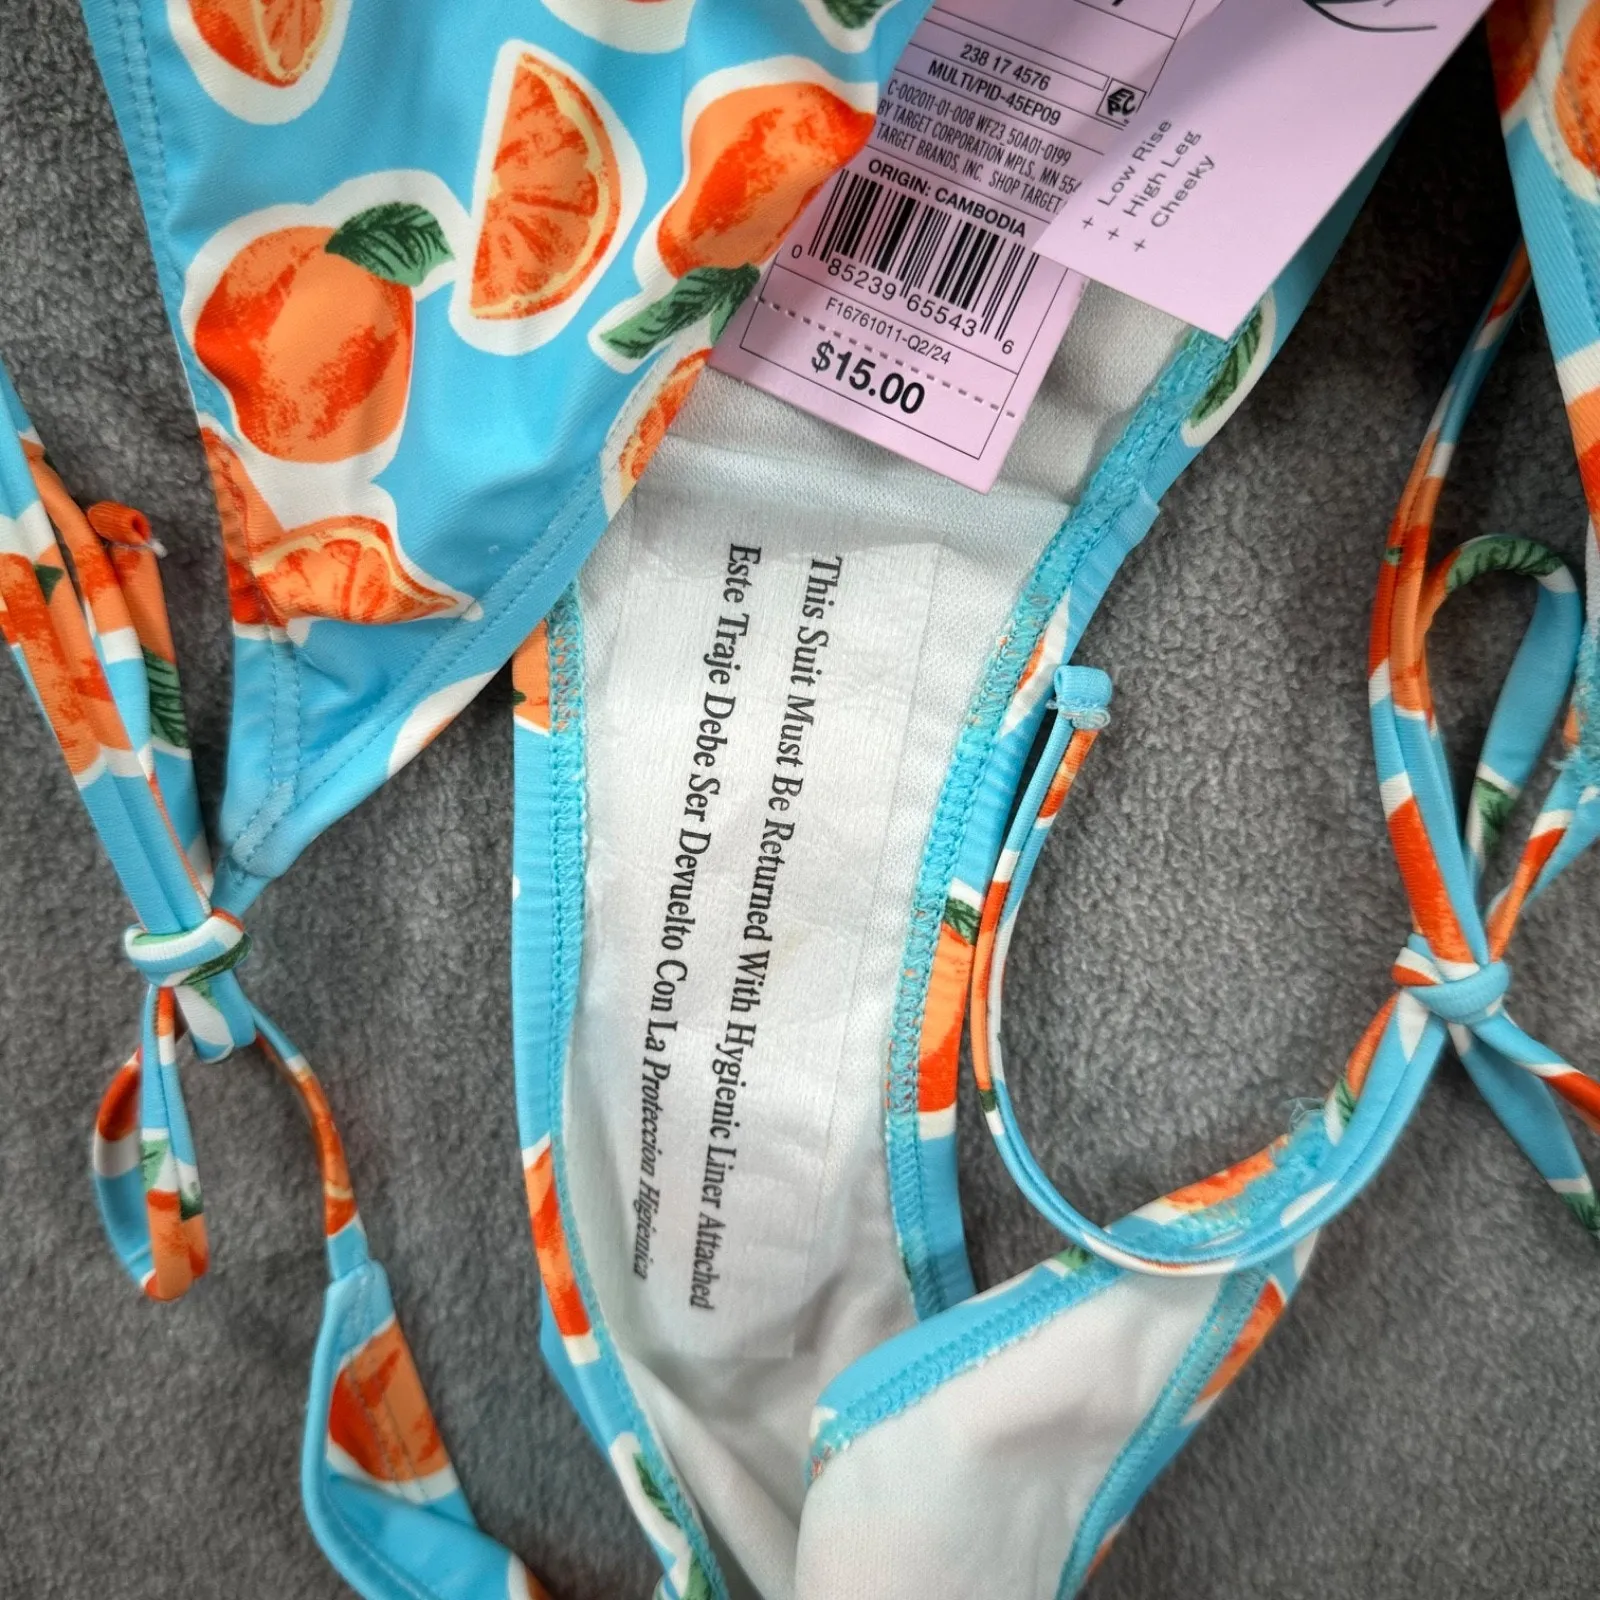 238 17 4576
MULTI/PID-45EP09
C-002011-01-008 WF23_50A01-0199
BY TARGET CORPORATION MPLS, MN
TARGET BRANDS, INC. SHOP TARGET.
ORIGIN: CAMBODIA
0 85239 65543 6
F16761011-Q2/24
$15.00
+ Low Rise
+ High Leg
+ Cheeky
This Suit Must Be Returned With Hygienic Liner Attached
Este Traje Debe Ser Devuelto Con La Proteccion Higienica